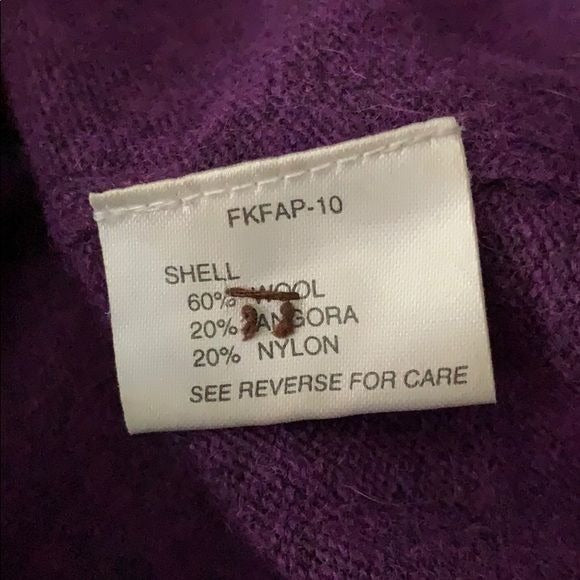 FKFAP-10
SHELL
60% WOOL
20% ANGORA
20% NYLON
SEE REVERSE FOR CARE